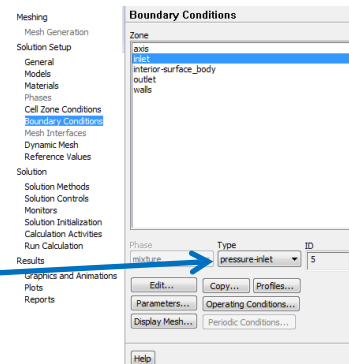 Meshing
Mesh Generation
Solution Setup
General
Models
Materials
Phases
Cell Zone Conditions
Boundary Conditions
Mesh Interfaces
Dynamic Mesh
Reference Values
Solution
Solution Methods
Solution Controls
Monitors
Solution Initialization
Calculation Activities
Run Calculation
Results
Graphics and Animations
Plots
Reports
Boundary Conditions
Zone
axis
inlet
interior-surface_body
outlet
walls
Phase Type ID
mixture pressure-inlet 5
Edit... Copy... Profiles...
Parameters... Operating Conditions...
Display Mesh... Periodic Conditions...
Help